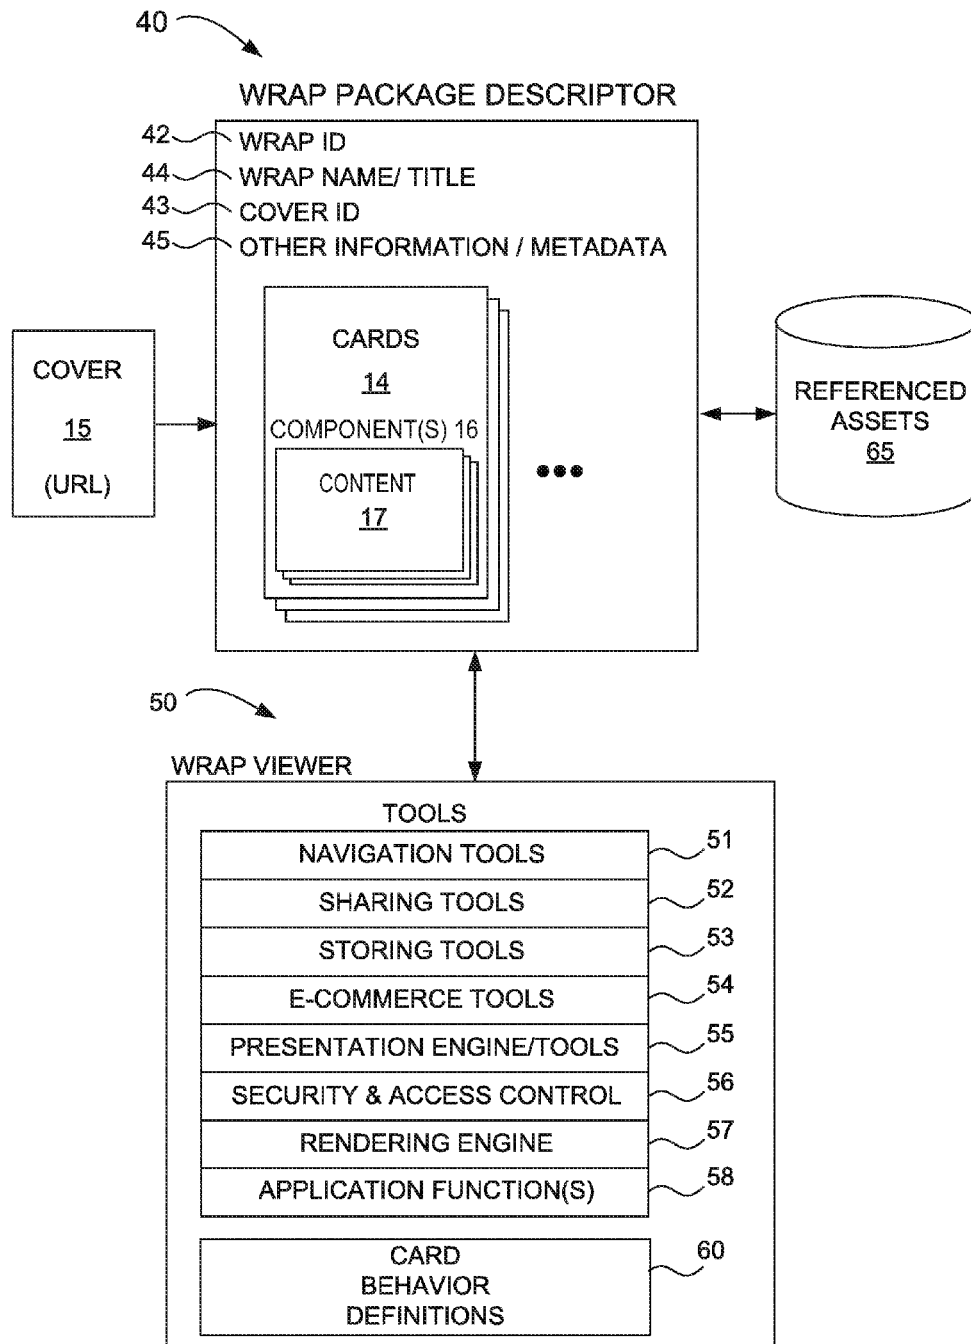 40
WRAP PACKAGE DESCRIPTOR
42 WRAP ID
44 WRAP NAME/ TITLE
43 COVER ID
45 OTHER INFORMATION / METADATA
CARDS
14
COMPONENT(S) 16
CONTENT
17
COVER
15
(URL)
REFERENCED
ASSETS
65
50
WRAP VIEWER
TOOLS
NAVIGATION TOOLS 51
SHARING TOOLS 52
STORING TOOLS 53
E-COMMERCE TOOLS 54
PRESENTATION ENGINE/TOOLS 55
SECURITY & ACCESS CONTROL 56
RENDERING ENGINE 57
APPLICATION FUNCTION(S) 58
CARD 60
BEHAVIOR
DEFINITIONS